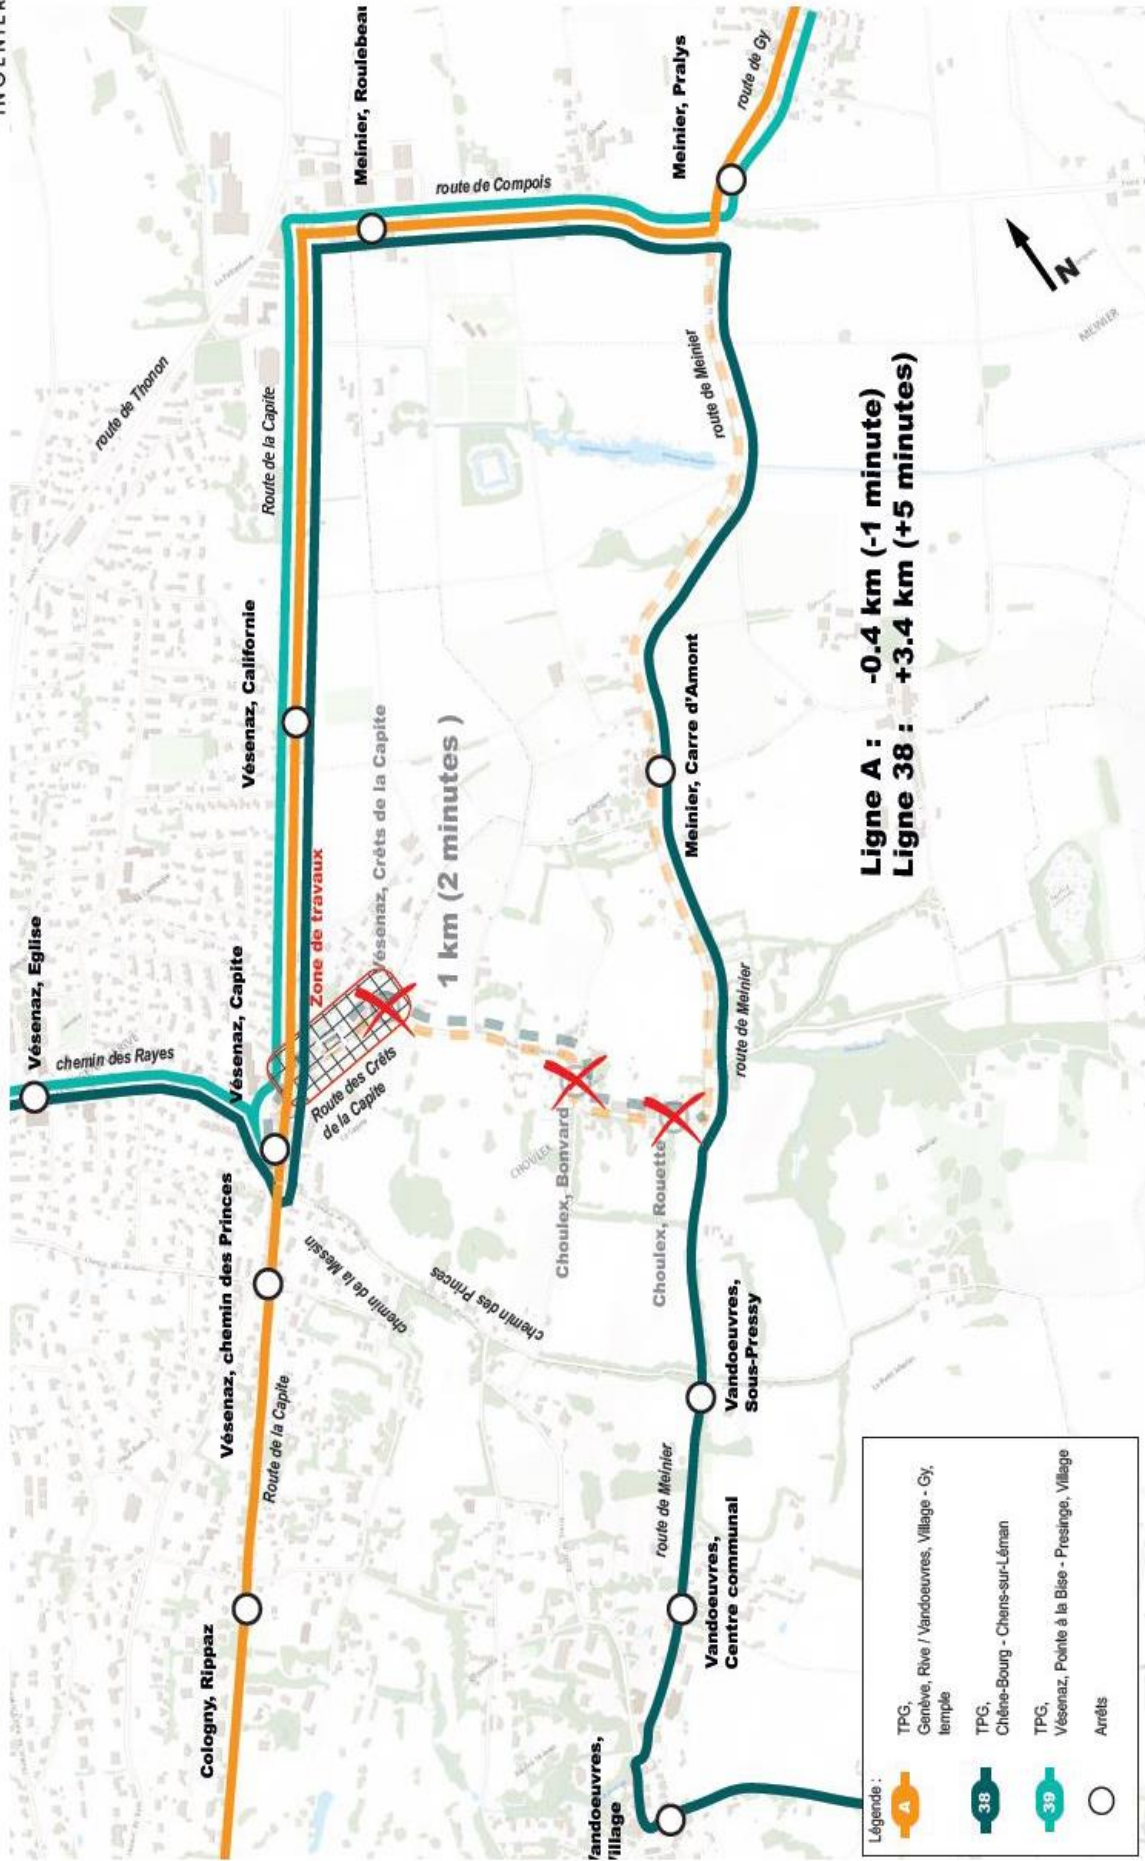 Vésenaz, Eglise
chemin des Rayes
Vésenaz, Capite
Vésenaz, Californie
Route de la Capite
route de Thonon
Meinier,
route de Compois
Meinier, Pralys
route de Gy
Zone de travaux
Crêts de la Capite
1 km (2 minutes )
Route des Crêts
de la Capite
Cologny, Rippaz
Route de la Capite
Vésenaz, chemin des Princes
chemin de la Messin
chemin des Princes
CHOULEX
Choulex, Bonvard
Choulex, Rouette
Vandoeuvres,
Village
Vandoeuvres,
Centre communal
route de Meinier
Vandoeuvres,
Sous-Pressy
route de Meinier
Meinier, Carre d'Amont
route de Meinier
MEINIER
N
Ligne A : -0.4 km (-1 minute)
Ligne 38 : +3.4 km (+5 minutes)
Légende :
A
TPG,
Genève, Rive / Vandoeuvres, Village - Gy,
temple
38
TPG,
Chêne-Bourg - Chens-sur-Léman
39
TPG,
Vésenaz, Pointe à la Bise - Presinge, Village
Arrêts